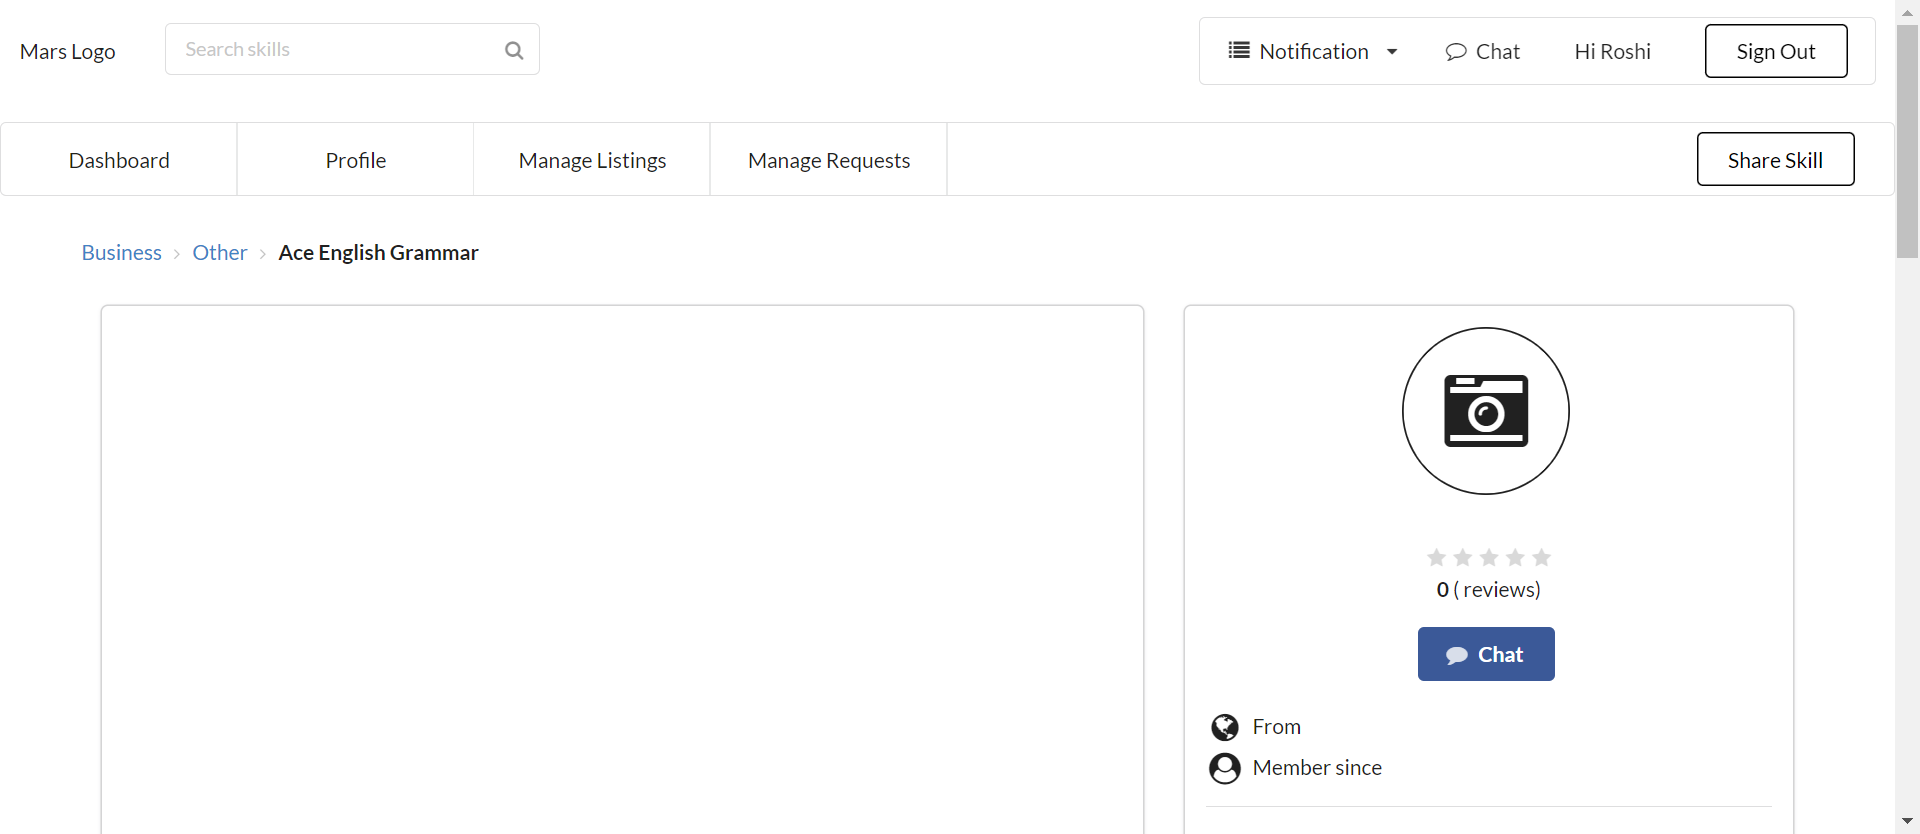 Mars Logo
Search skills
Notification
Chat
Hi Roshi
Sign Out
Dashboard
Profile
Manage Listings
Manage Requests
Share Skill
Business › Other › Ace English Grammar
0 ( reviews)
Chat
From
Member since